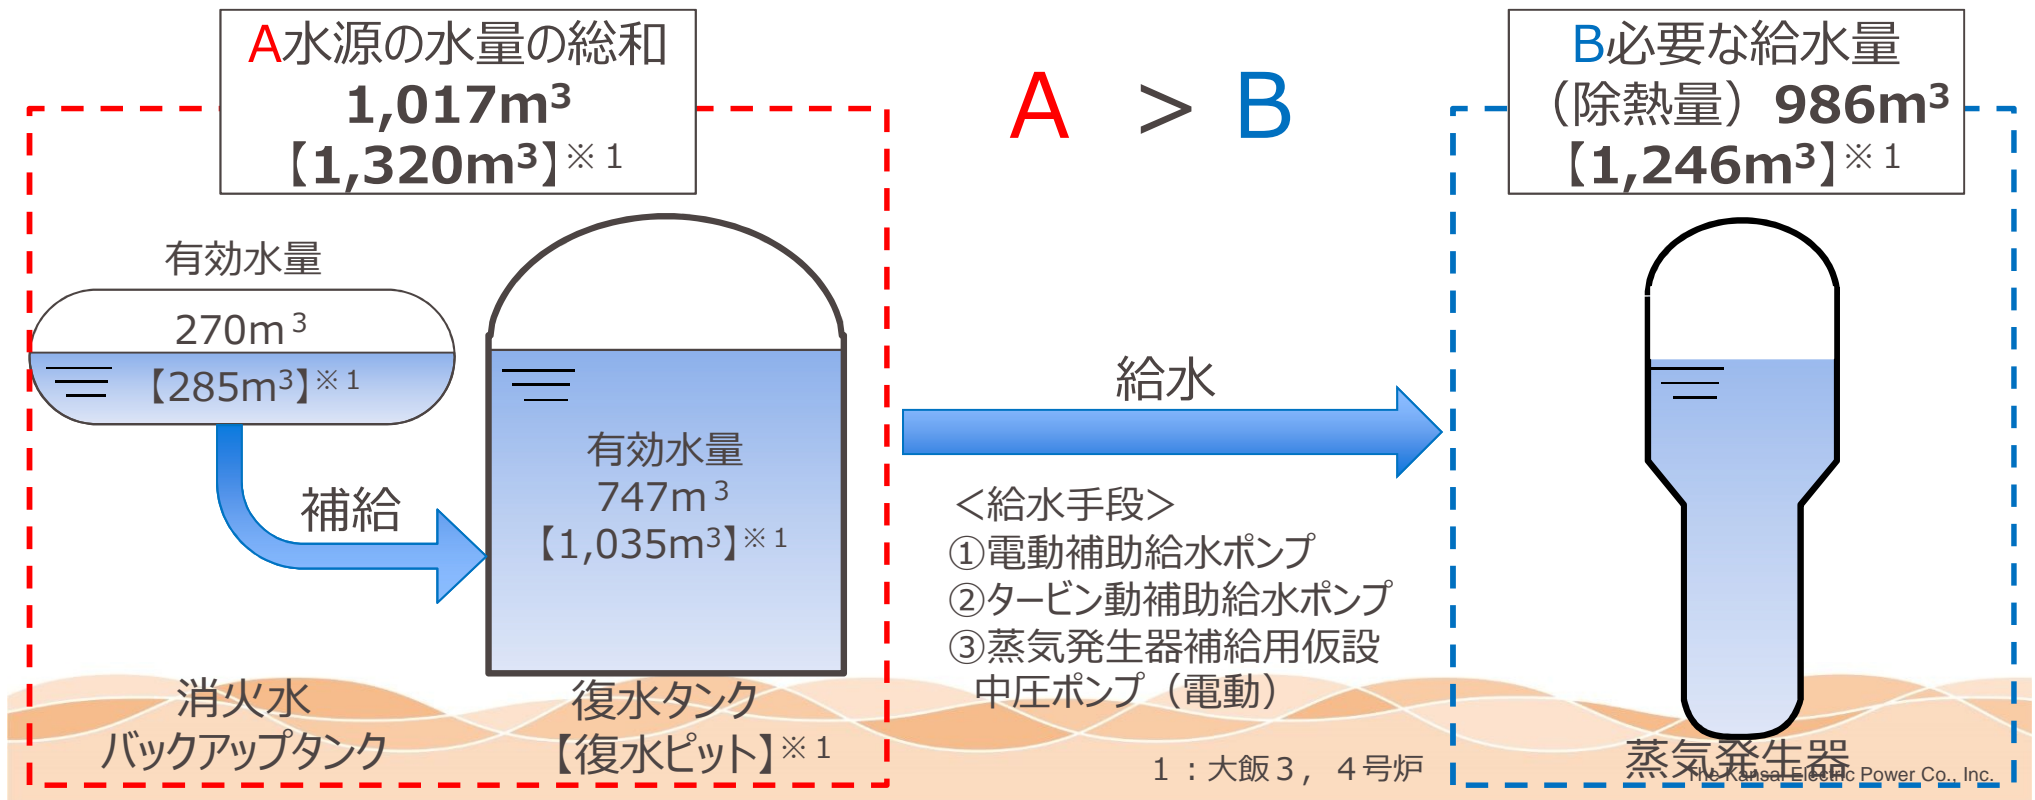 A水源の水量の総和
1,017m³
【1,320m³】※1
A > B
B必要な給水量
（除熱量）986m³
【1,246m³】※1
有効水量
270m³
【285m³】※1
補給
有効水量
747m³
【1,035m³】※1
給水
＜給水手段＞
①電動補助給水ポンプ
②タービン動補助給水ポンプ
③蒸気発生器補給用仮設
中圧ポンプ（電動）
消火水
バックアップタンク
復水タンク
【復水ピット】※1
1：大飯3，4号炉
蒸気発生器
The Kansai Electric Power Co., Inc.